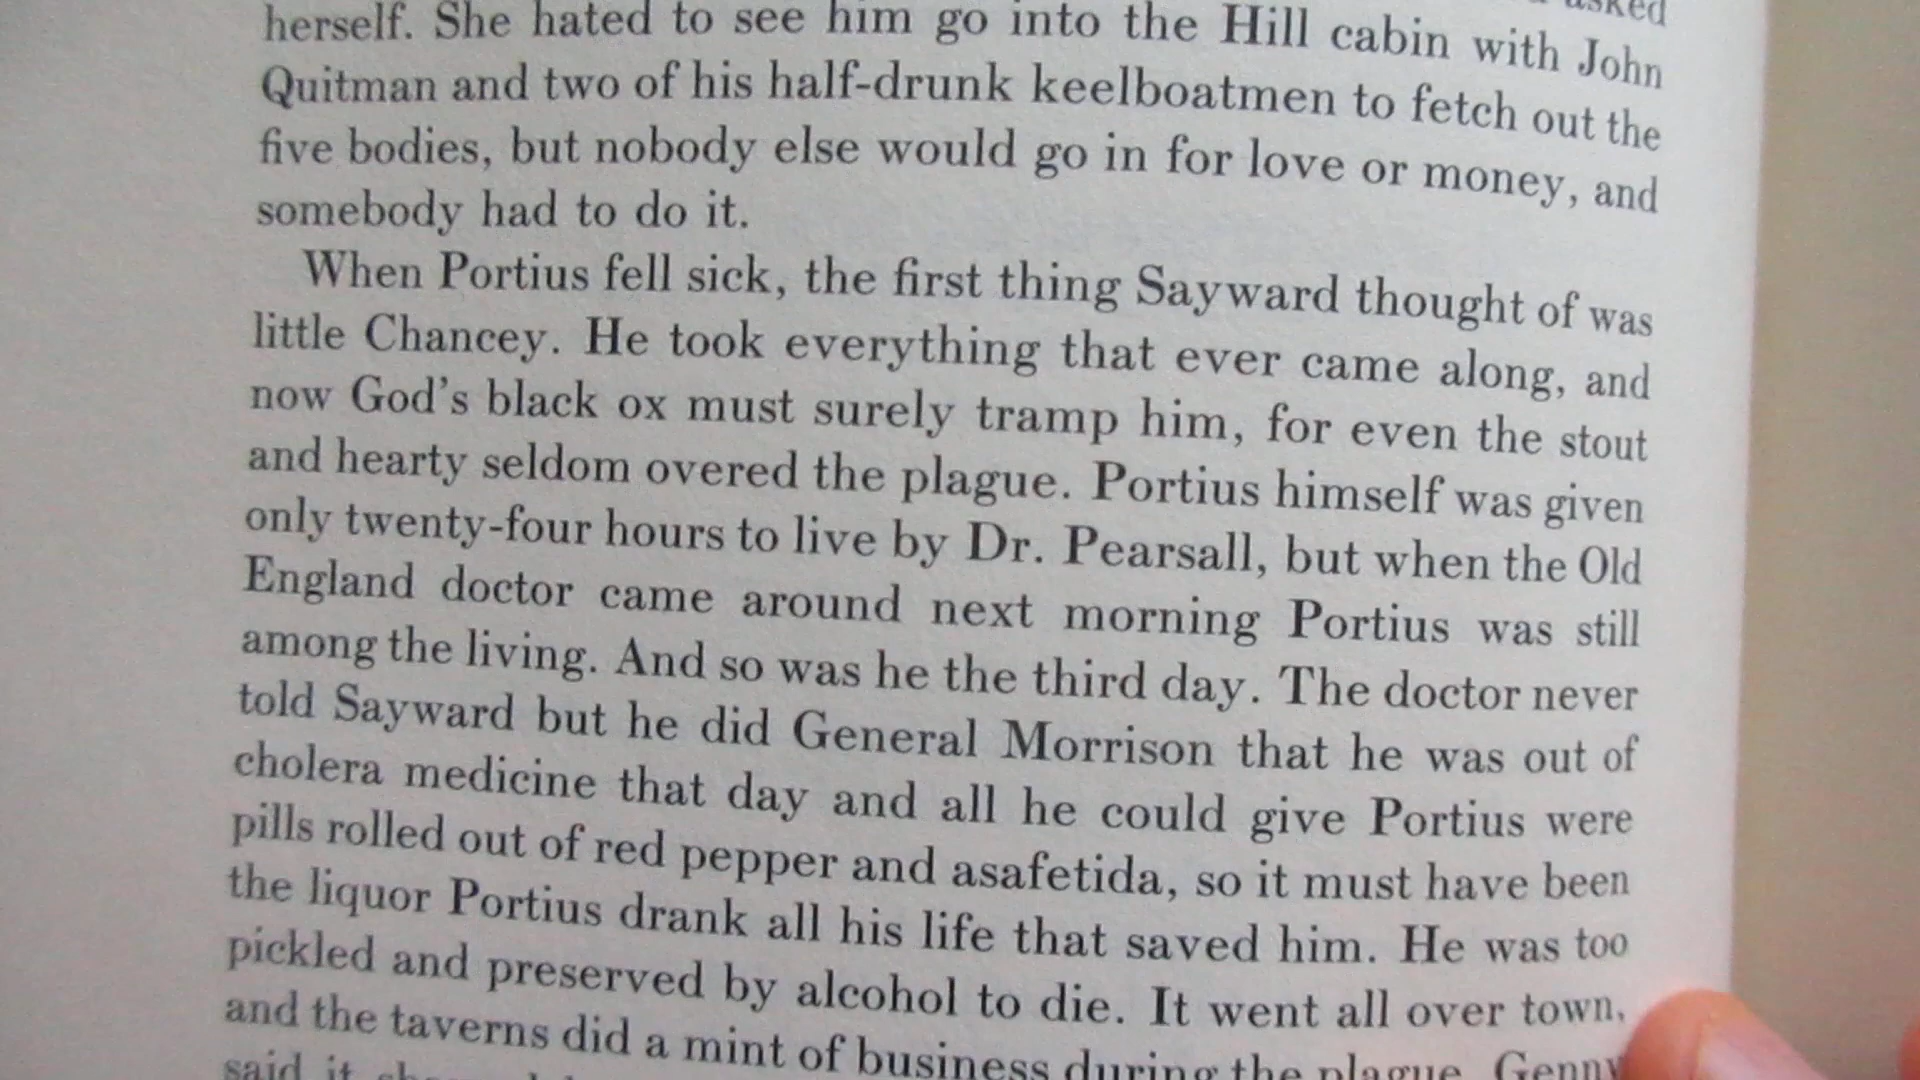 asked
herself. She hated to see him go into the Hill cabin with John
Quitman and two of his half-drunk keelboatmen to fetch out the
five bodies, but nobody else would go in for love or money, and
somebody had to do it.
When Portius fell sick, the first thing Sayward thought of was
little Chancey. He took everything that ever came along, and
now God's black ox must surely tramp him, for even the stout
and hearty seldom overed the plague. Portius himself was given
only twenty-four hours to live by Dr. Pearsall, but when the Old
England doctor came around next morning Portius was still
among the living. And so was he the third day. The doctor never
told Sayward but he did General Morrison that he was out of
cholera medicine that day and all he could give Portius were
pills rolled out of red pepper and asafetida, so it must have been
the liquor Portius drank all his life that saved him. He was too
pickled and preserved by alcohol to die. It went all over town,
and the taverns did a mint of business during the plague. Genny
said it